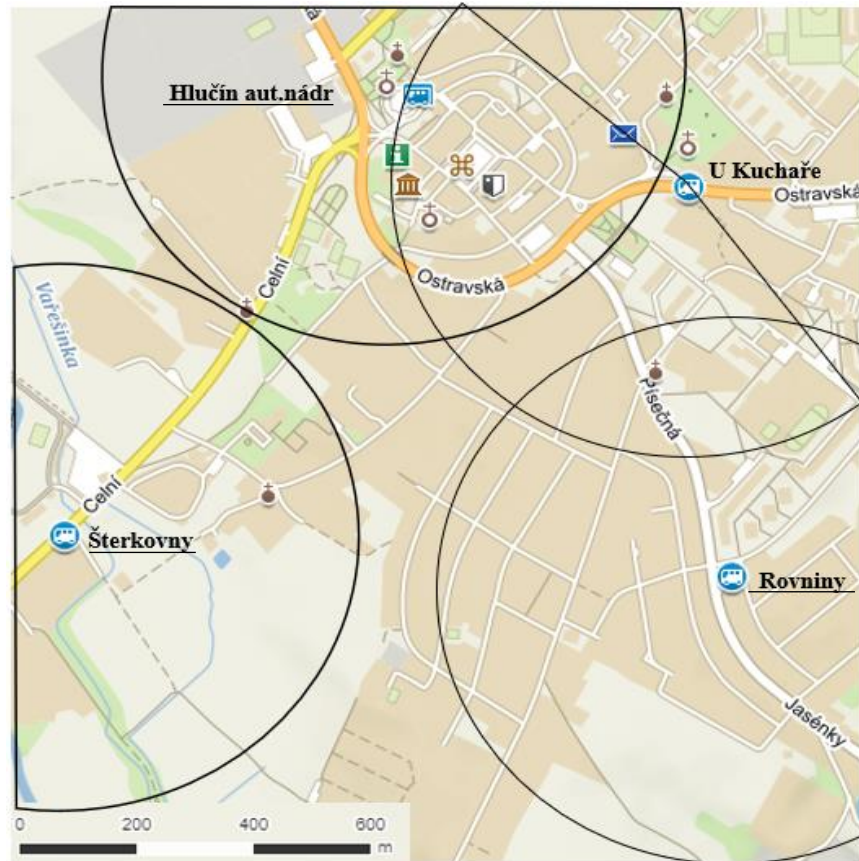 Hlučín aut.nádr
U Kuchaře
Ostravská
Ostravská
Celní
Vařešinka
Písečná
Celní
Šterkovny
Rovniny
Jasénky
0 200 400 600
m